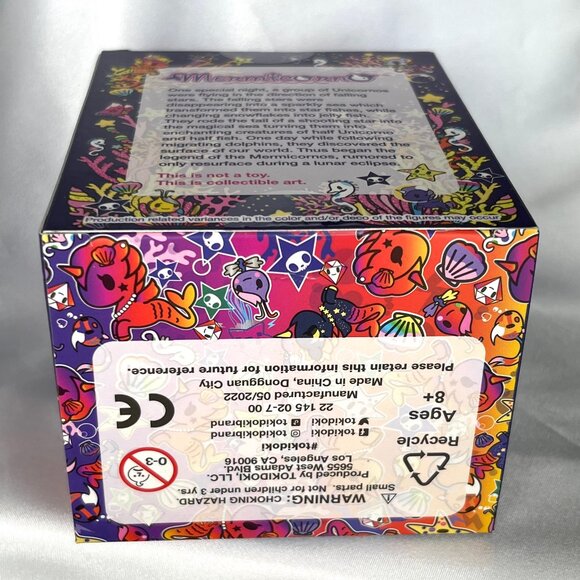 Mermicorno
One special night, a group of Unicornos
were flying in the direction of falling
stars. The falling stars were
disappearing into a sparkly sea which
transformed them into star fishes, while
changing snowflakes into jelly fish.
They rode the tail of a shooting star into
the magical sea turning them into
enchanting creatures of half Unicorno
and half fish. One day while following
migrating dolphins, they discovered the
surface of our world. Thus began the
legend of the Mermicornos, rumored to
only resurface during a lunar eclipse.
This is not a toy.
This is collectible art.
Production related variances in the color and/or deco of the figures may occur
WARNING:
CHOKING HAZARD.
Small parts. Not for children under 3 yrs.
Produced by TOKIDOKI, LLC.
5655 West Adams Blvd.
Los Angeles, CA 90016
#tokidoki
tokidoki tokidokibrand
tokidoki tokidokibrand
22 145 02-7 00
Manufactured 05/2022
Made in China, Dongguan City
Please retain this information for future reference.
Recycle
Ages
8+
0-3
CE